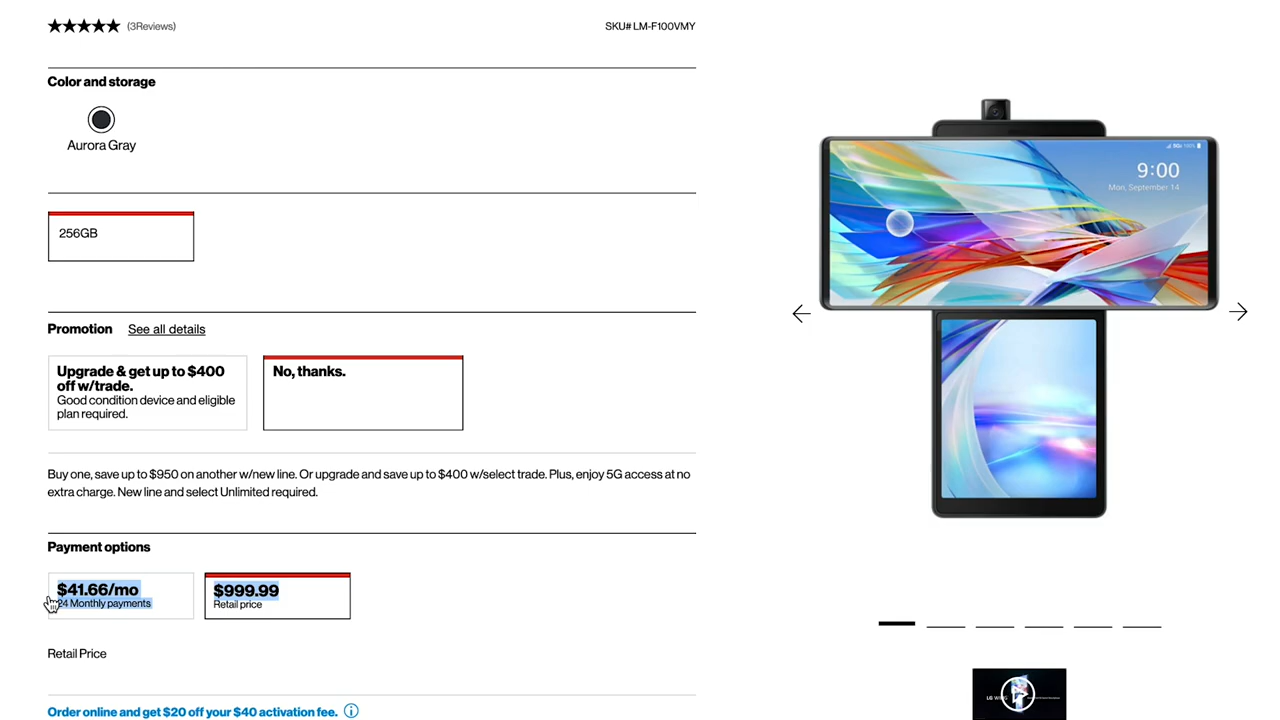 (3Reviews)
SKU# LM-F100VMY
Color and storage
Aurora Gray
256GB
Promotion See all details
Upgrade & get up to $400
off w/trade.
Good condition device and eligible
plan required.
No, thanks.
Buy one, save up to $950 on another w/new line. Or upgrade and save up to $400 w/select trade. Plus, enjoy 5G access at no
extra charge. New line and select Unlimited required.
Payment options
$41.66/mo
24 Monthly payments
$999.99
Retail price
Retail Price
Order online and get $20 off your $40 activation fee.
9:00
Mon, September 14
LG WING